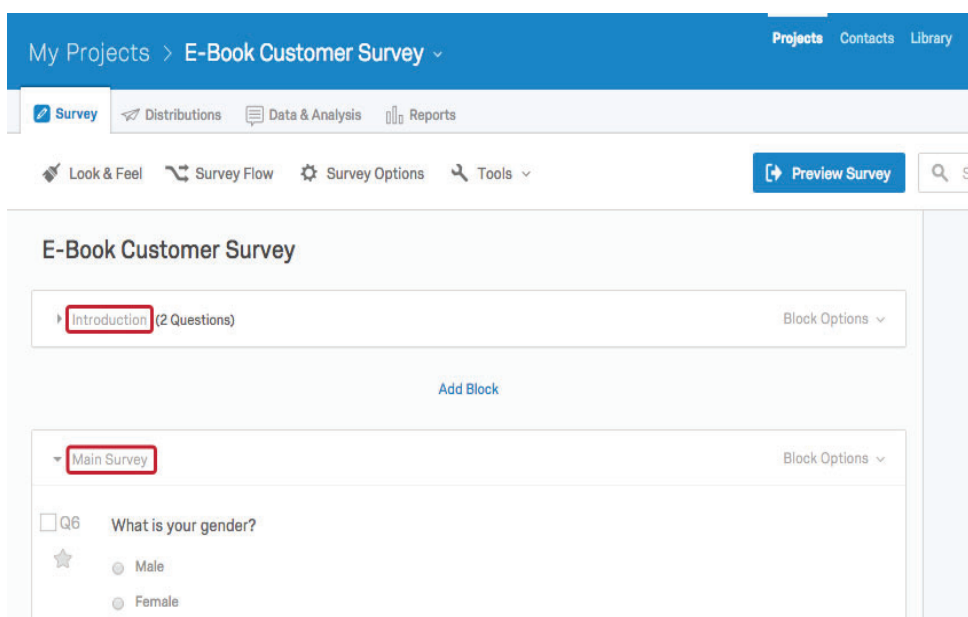 My Projects > E-Book Customer Survey
Projects Contacts Library
Survey Distributions Data & Analysis Reports
Look & Feel Survey Flow Survey Options Tools
Preview Survey
E-Book Customer Survey
Introduction (2 Questions) Block Options
Add Block
Main Survey Block Options
Q6 What is your gender?
Male
Female